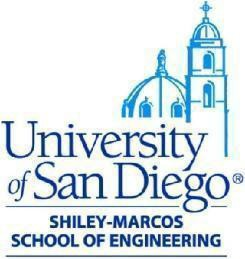 University
of San Diego®
SHILEY-MARCOS
SCHOOL OF ENGINEERING